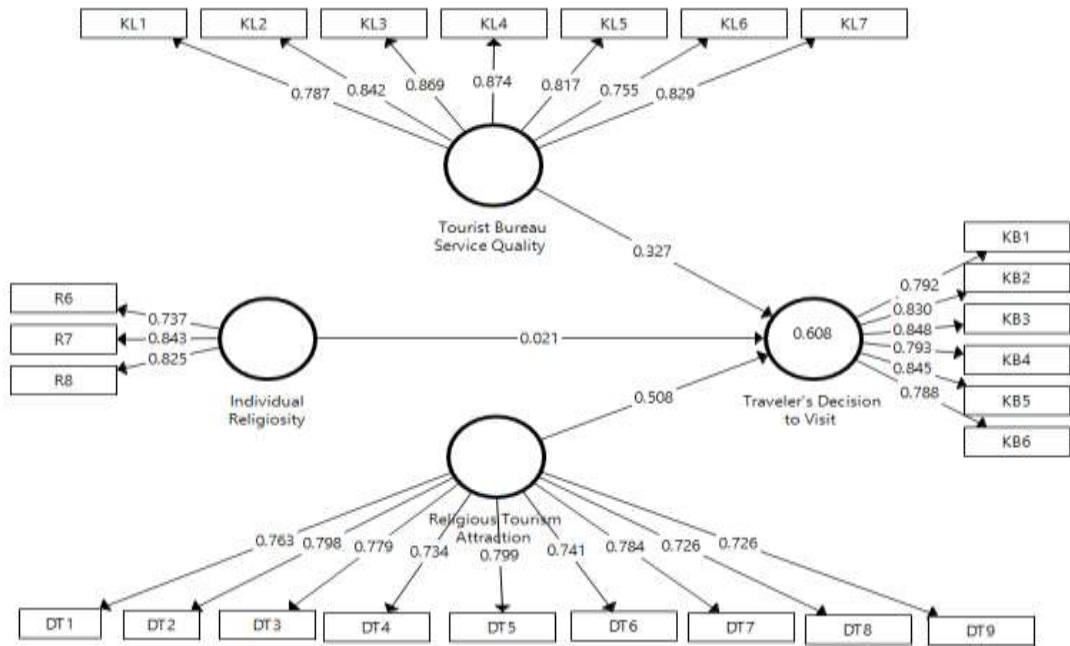 KL1 KL2 KL3 KL4 KL5 KL6 KL7
0.787 0.842 0.869 0.874 0.817 0.755 0.829
Tourist Bureau
Service Quality
0.327
R6
R7
R8
0.737
0.843
0.825
Individual
Religiosity
0.021
0.608
Traveler's Decision
to Visit
0.792
0.830
0.848
0.793
0.845
0.788
KB1
KB2
KB3
KB4
KB5
KB6
0.508
Religious Tourism
Attraction
0.763 0.798 0.779 0.734 0.799 0.741 0.784 0.726 0.726
DT1 DT2 DT3 DT4 DT5 DT6 DT7 DT8 DT9